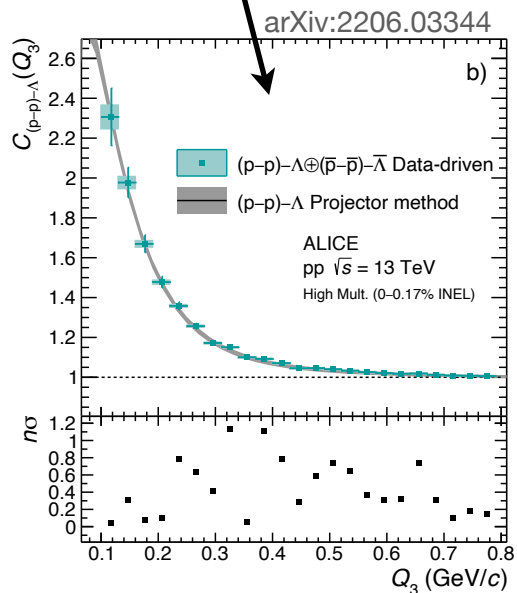 arXiv:2206.03344
b)
C(p–p)–Λ(Q3)
2.6
2.4
2.2
2
1.8
1.6
1.4
1.2
1
(p–p)–Λ⊕(p̅–p̅)–Λ̅ Data-driven
(p–p)–Λ Projector method
ALICE
pp √s = 13 TeV
High Mult. (0–0.17% INEL)
nσ
1.2
1
0.8
0.6
0.4
0.2
0
0.1 0.2 0.3 0.4 0.5 0.6 0.7 0.8
Q3 (GeV/c)